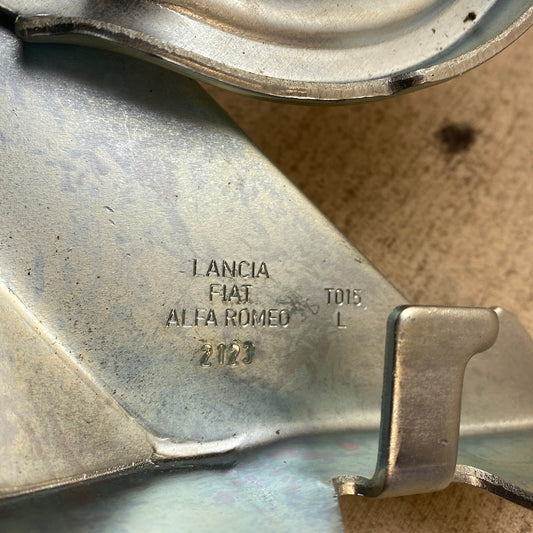 LANCIA
FIAT
ALFA ROMEO
2123
T015
L